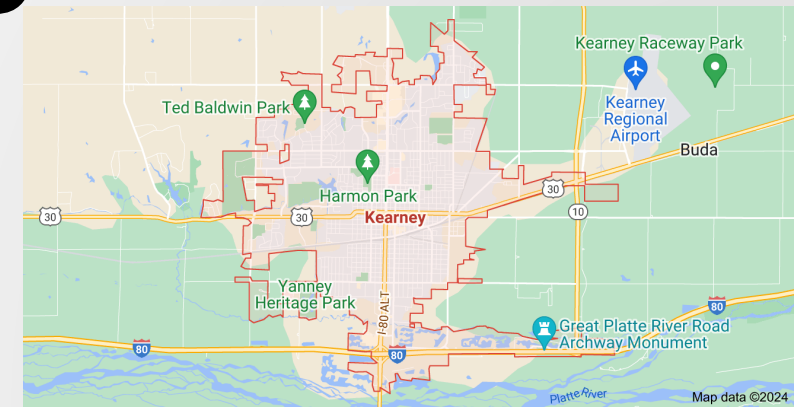 Kearney Raceway Park
Ted Baldwin Park
Kearney
Regional
Airport
Buda
Harmon Park
30
30
30
10
Kearney
Yanney
Heritage Park
I-80 ALT
80
Great Platte River Road
Archway Monument
80
80
Platte River
Map data ©2024